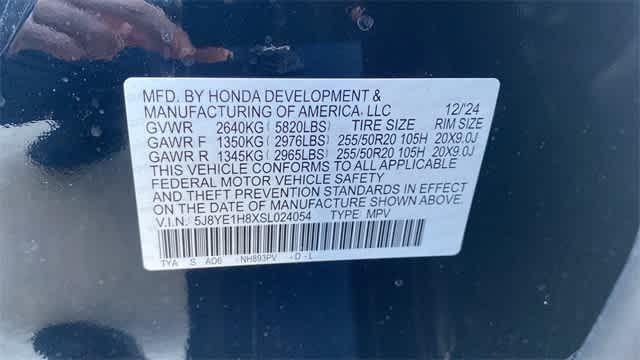 MFD. BY HONDA DEVELOPMENT &
MANUFACTURING OF AMERICA, LLC 12/'24
GVWR 2640KG (5820LBS) TIRE SIZE RIM SIZE
GAWR F 1350KG (2976LBS) 255/50R20 105H 20X9.0J
GAWR R 1345KG (2965LBS) 255/50R20 105H 20X9.0J
THIS VEHICLE CONFORMS TO ALL APPLICABLE
FEDERAL MOTOR VEHICLE SAFETY
AND THEFT PREVENTION STANDARDS IN EFFECT
ON THE DATE OF MANUFACTURE SHOWN ABOVE.
V.I.N. 5J8YE1H8XSL024054 TYPE: MPV
TYA S AD6 NH893PV - D - L